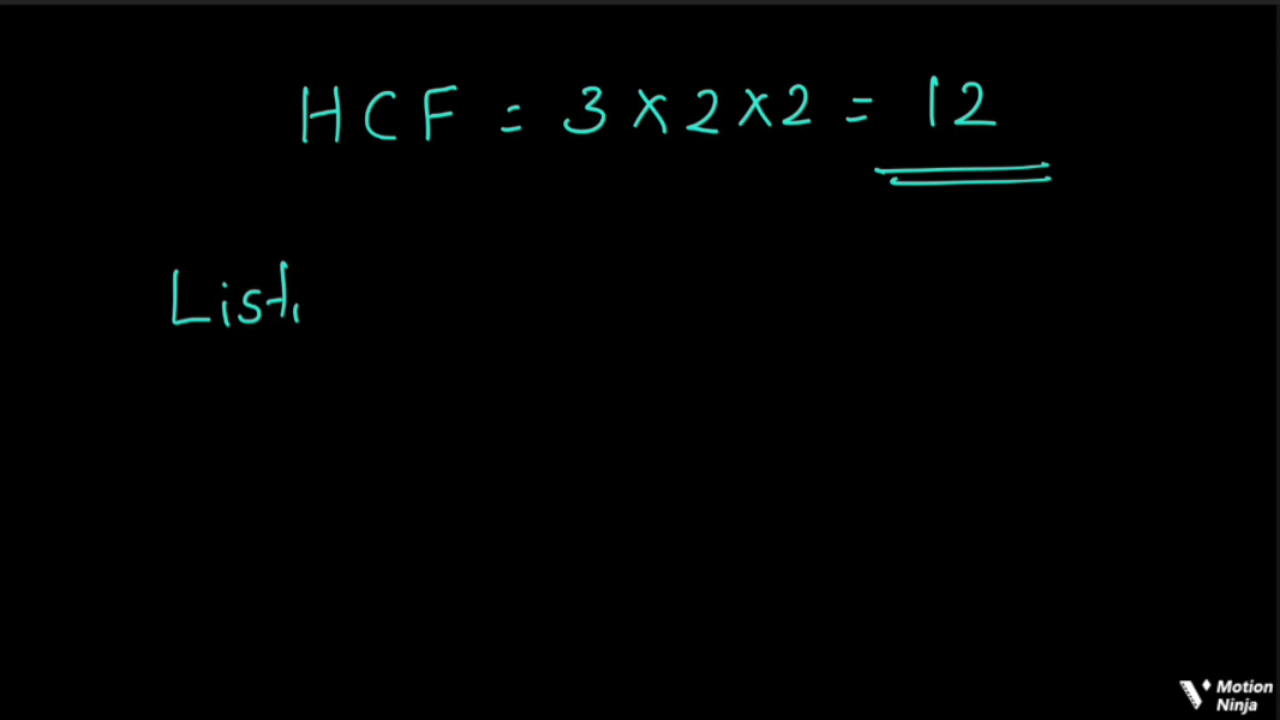 HCF = 3 x 2 x 2 = 12
List
Motion
Ninja